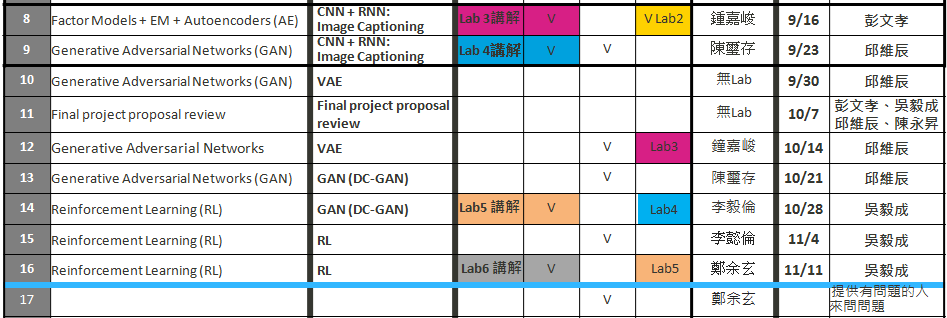 8 Factor Models + EM + Autoencoders (AE) CNN + RNN: Image Captioning Lab 3講解 V V Lab2 鍾嘉峻 9/16 彭文孝
9 Generative Adversarial Networks (GAN) CNN + RNN: Image Captioning Lab 4講解 V V 陳璽存 9/23 邱維辰
10 Generative Adversarial Networks (GAN) VAE 無Lab 9/30 邱維辰
11 Final project proposal review Final project proposal review 無Lab 10/7 彭文孝、吳毅成 邱維辰、陳永昇
12 Generative Adversarial Networks VAE V Lab3 鐘嘉峻 10/14 邱維辰
13 Generative Adversarial Networks (GAN) GAN (DC-GAN) V 陳璽存 10/21 邱維辰
14 Reinforcement Learning (RL) GAN (DC-GAN) Lab5 講解 V Lab4 李毅倫 10/28 吳毅成
15 Reinforcement Learning (RL) RL V 李懿倫 11/4 吳毅成
16 Reinforcement Learning (RL) RL Lab6 講解 V Lab5 鄭余玄 11/11 吳毅成
17 V 鄭余玄 提供有問題的人 來問問題